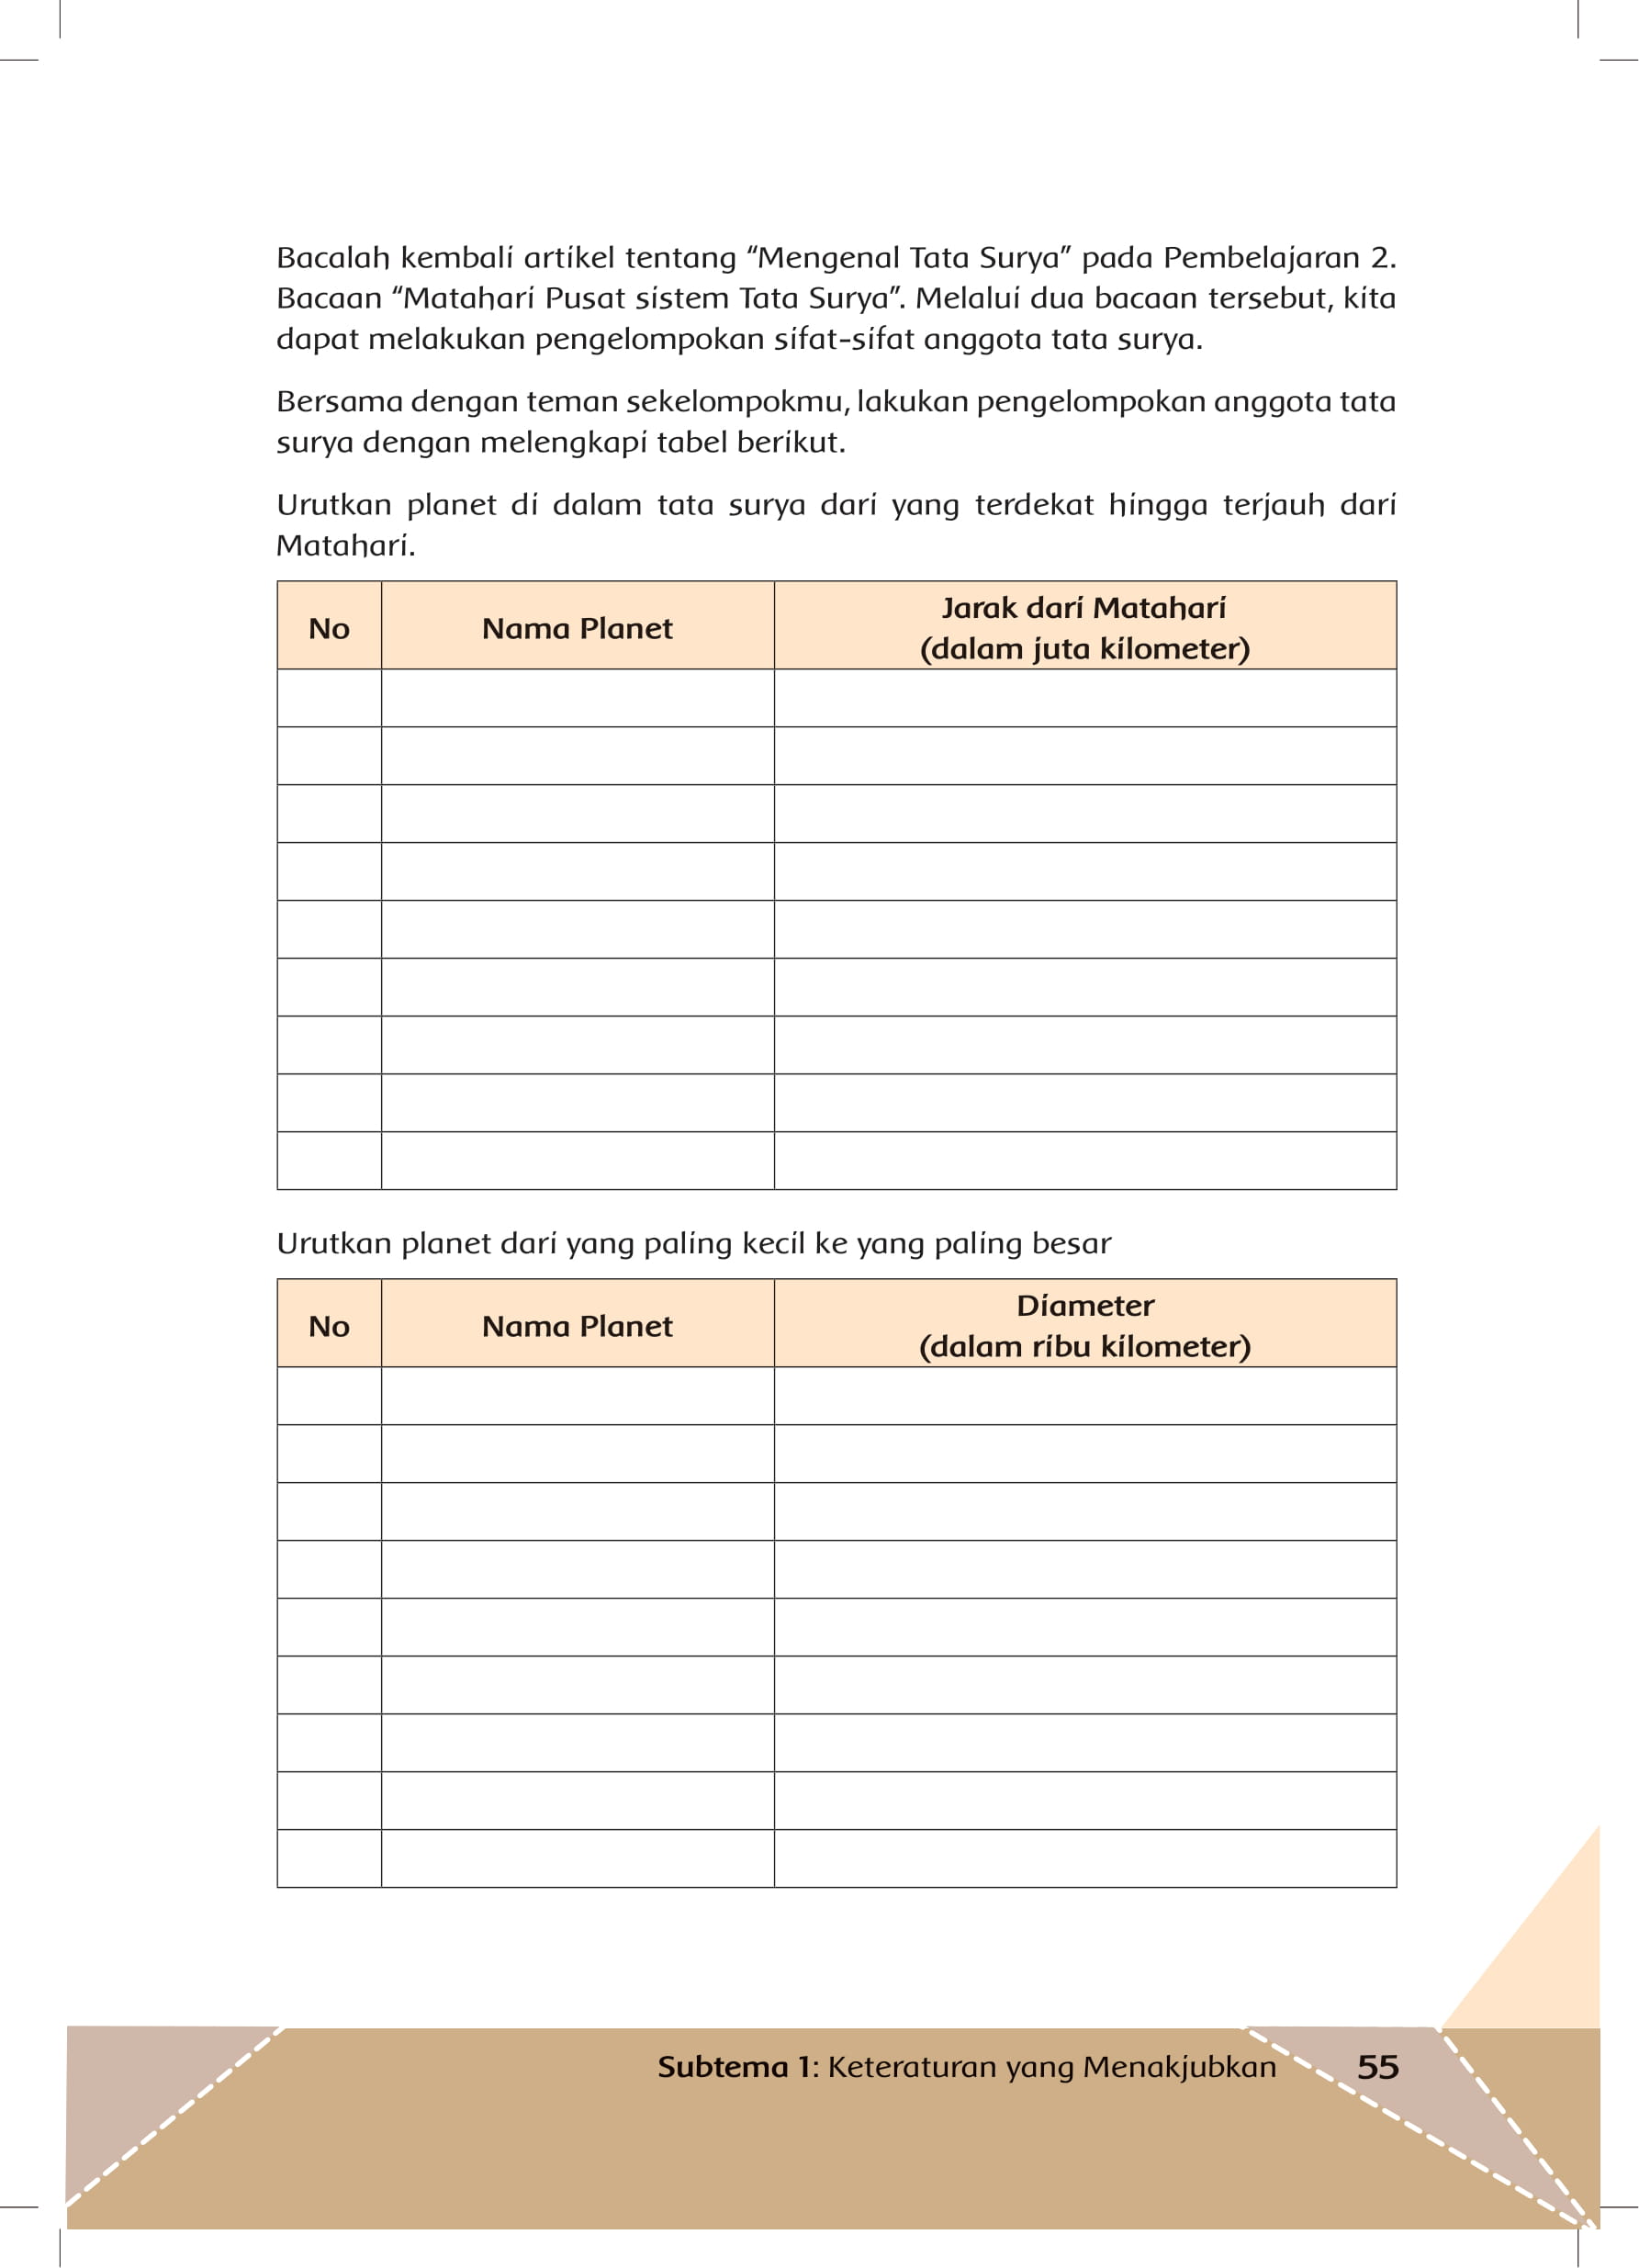 Bacalah kembali artikel tentang “Mengenal Tata Surya” pada Pembelajaran 2.
Bacaan “Matahari Pusat sistem Tata Surya”. Melalui dua bacaan tersebut, kita
dapat melakukan pengelompokan sifat-sifat anggota tata surya.
Bersama dengan teman sekelompokmu, lakukan pengelompokan anggota tata
surya dengan melengkapi tabel berikut.
Urutkan planet di dalam tata surya dari yang terdekat hingga terjauh dari
Matahari.
No Nama Planet Jarak dari Matahari
(dalam juta kilometer)
Urutkan planet dari yang paling kecil ke yang paling besar
No Nama Planet Diameter
(dalam ribu kilometer)
Subtema 1: Keteraturan yang Menakjubkan 55